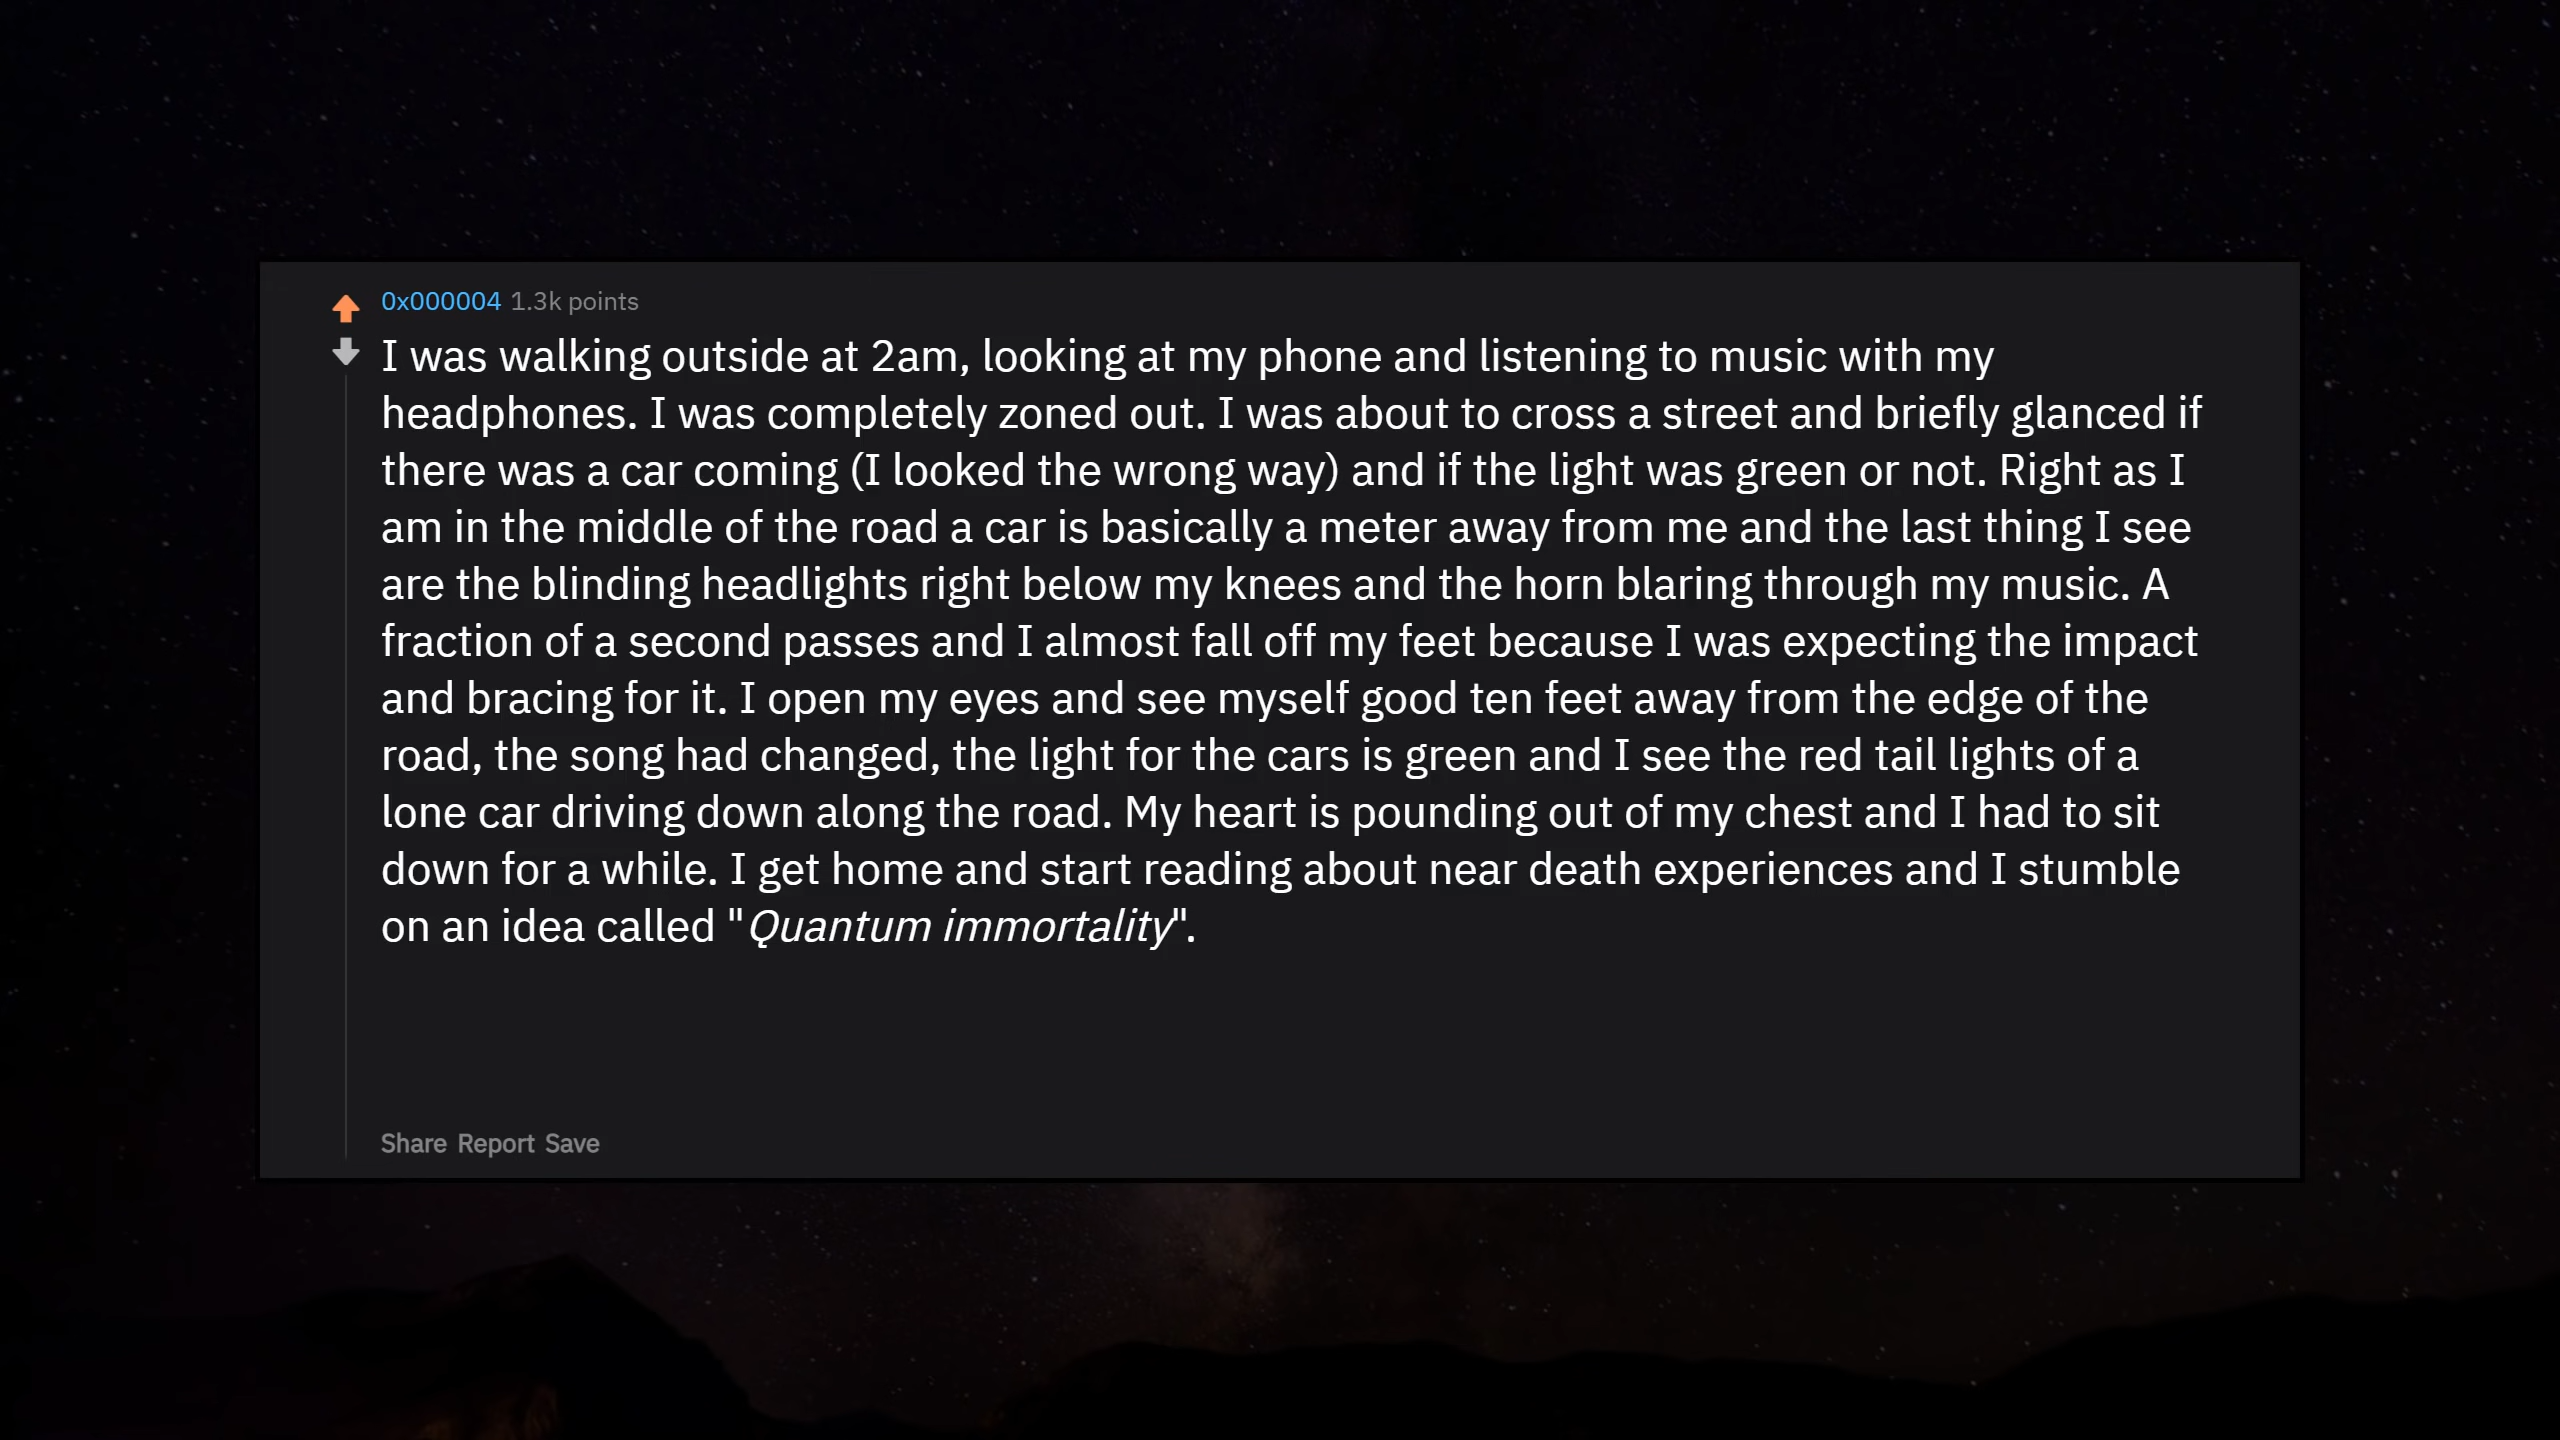 0x000004 1.3k points
I was walking outside at 2am, looking at my phone and listening to music with my
headphones. I was completely zoned out. I was about to cross a street and briefly glanced if
there was a car coming (I looked the wrong way) and if the light was green or not. Right as I
am in the middle of the road a car is basically a meter away from me and the last thing I see
are the blinding headlights right below my knees and the horn blaring through my music. A
fraction of a second passes and I almost fall off my feet because I was expecting the impact
and bracing for it. I open my eyes and see myself good ten feet away from the edge of the
road, the song had changed, the light for the cars is green and I see the red tail lights of a
lone car driving down along the road. My heart is pounding out of my chest and I had to sit
down for a while. I get home and start reading about near death experiences and I stumble
on an idea called "Quantum immortality".
Share Report Save